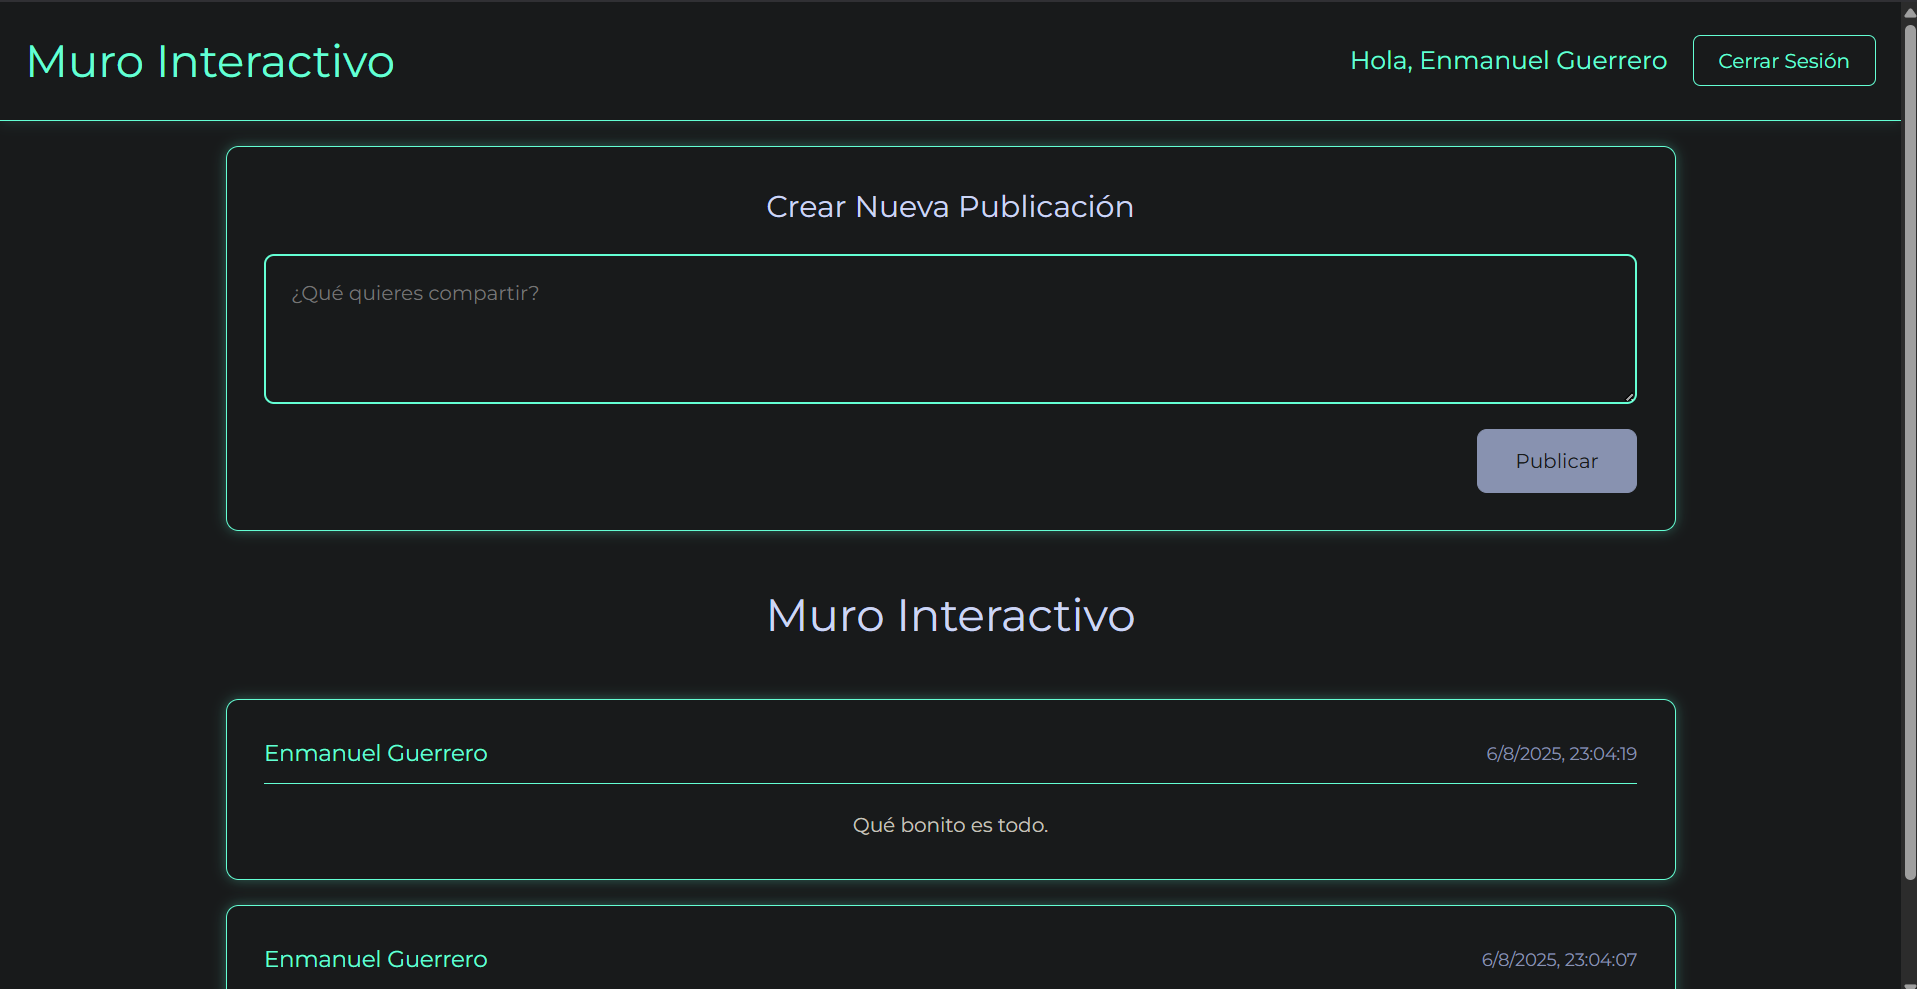 Muro Interactivo
Hola, Enmanuel Guerrero
Cerrar Sesión
Crear Nueva Publicación
¿Qué quieres compartir?
Publicar
Muro Interactivo
Enmanuel Guerrero
6/8/2025, 23:04:19
Qué bonito es todo.
Enmanuel Guerrero
6/8/2025, 23:04:07